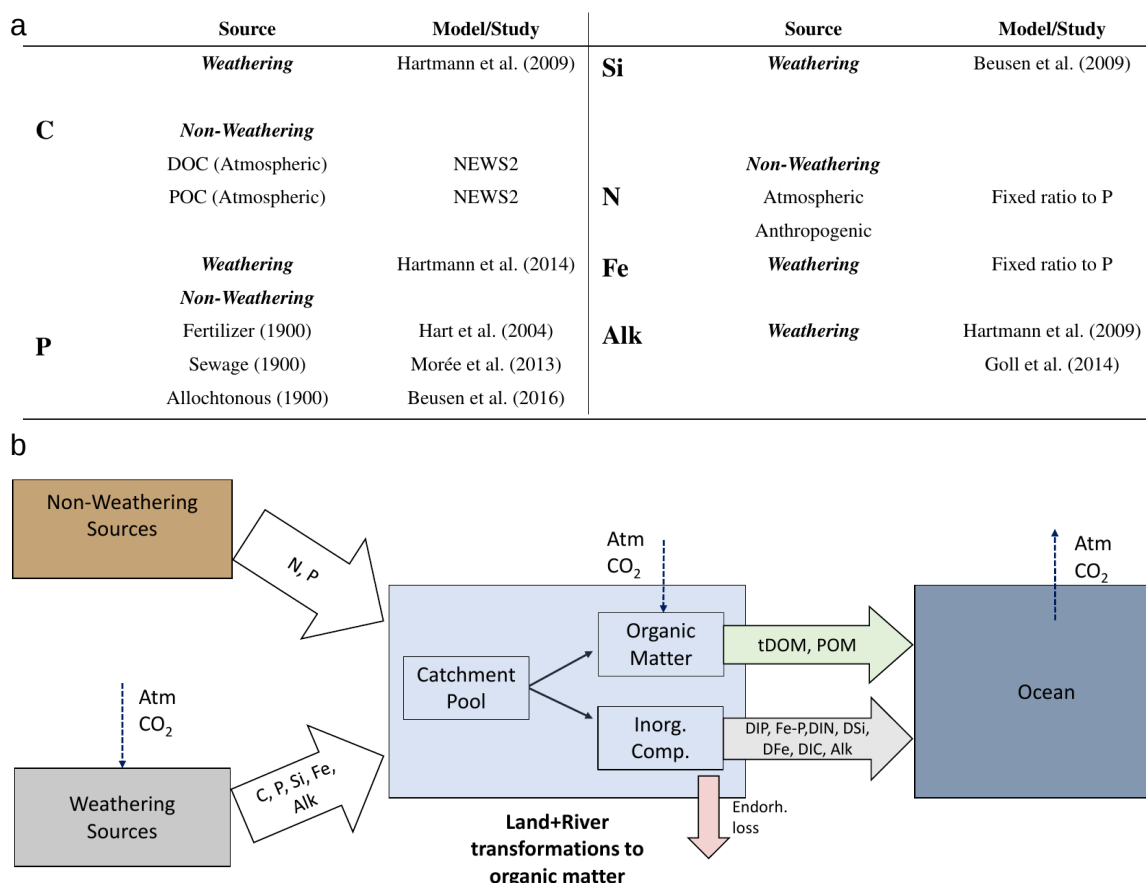 a
Source Model/Study Source Model/Study
Weathering Hartmann et al. (2009) Si Weathering Beusen et al. (2009)
C Non-Weathering
DOC (Atmospheric) NEWS2 Non-Weathering
POC (Atmospheric) NEWS2 N Atmospheric Fixed ratio to P
Anthropogenic
Weathering Hartmann et al. (2014) Fe Weathering Fixed ratio to P
Non-Weathering
P Fertilizer (1900) Hart et al. (2004) Alk Weathering Hartmann et al. (2009)
Sewage (1900) Morée et al. (2013) Goll et al. (2014)
Allochtonous (1900) Beusen et al. (2016)
b
Non-Weathering
Sources
N, P
Atm
CO2
Weathering
Sources
C, P, Si, Fe,
Alk
Catchment
Pool
Atm
CO2
Organic
Matter
Inorg.
Comp.
tDOM, POM
DIP, Fe-P,DIN, DSi,
DFe, DIC, Alk
Endorh.
loss
Land+River
transformations to
organic matter
Atm
CO2
Ocean